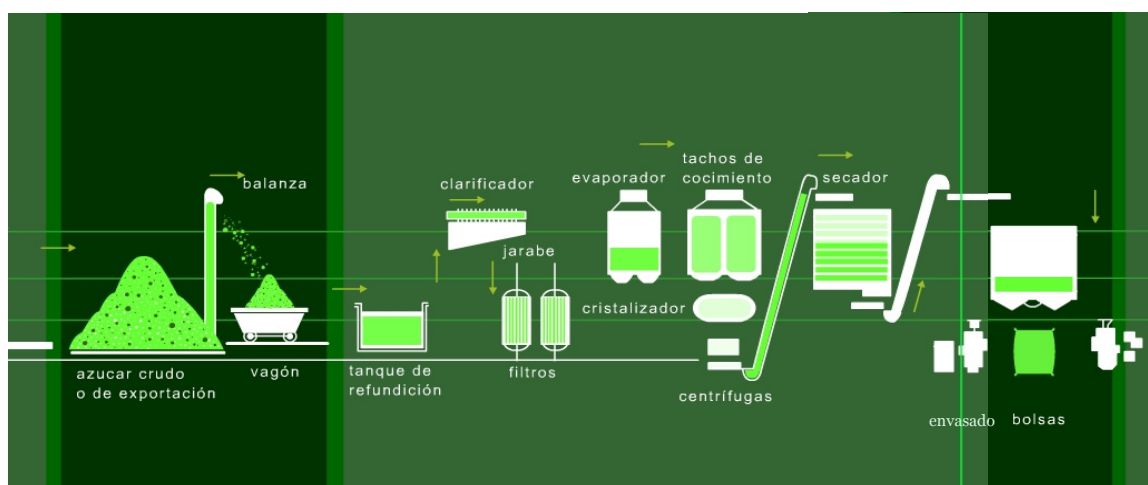 balanza
azucar crudo
o de exportación
vagón
tanque de
refundición
clarificador
jarabe
filtros
evaporador
tachos de
cocimiento
cristalizador
centrífugas
secador
envasado
bolsas